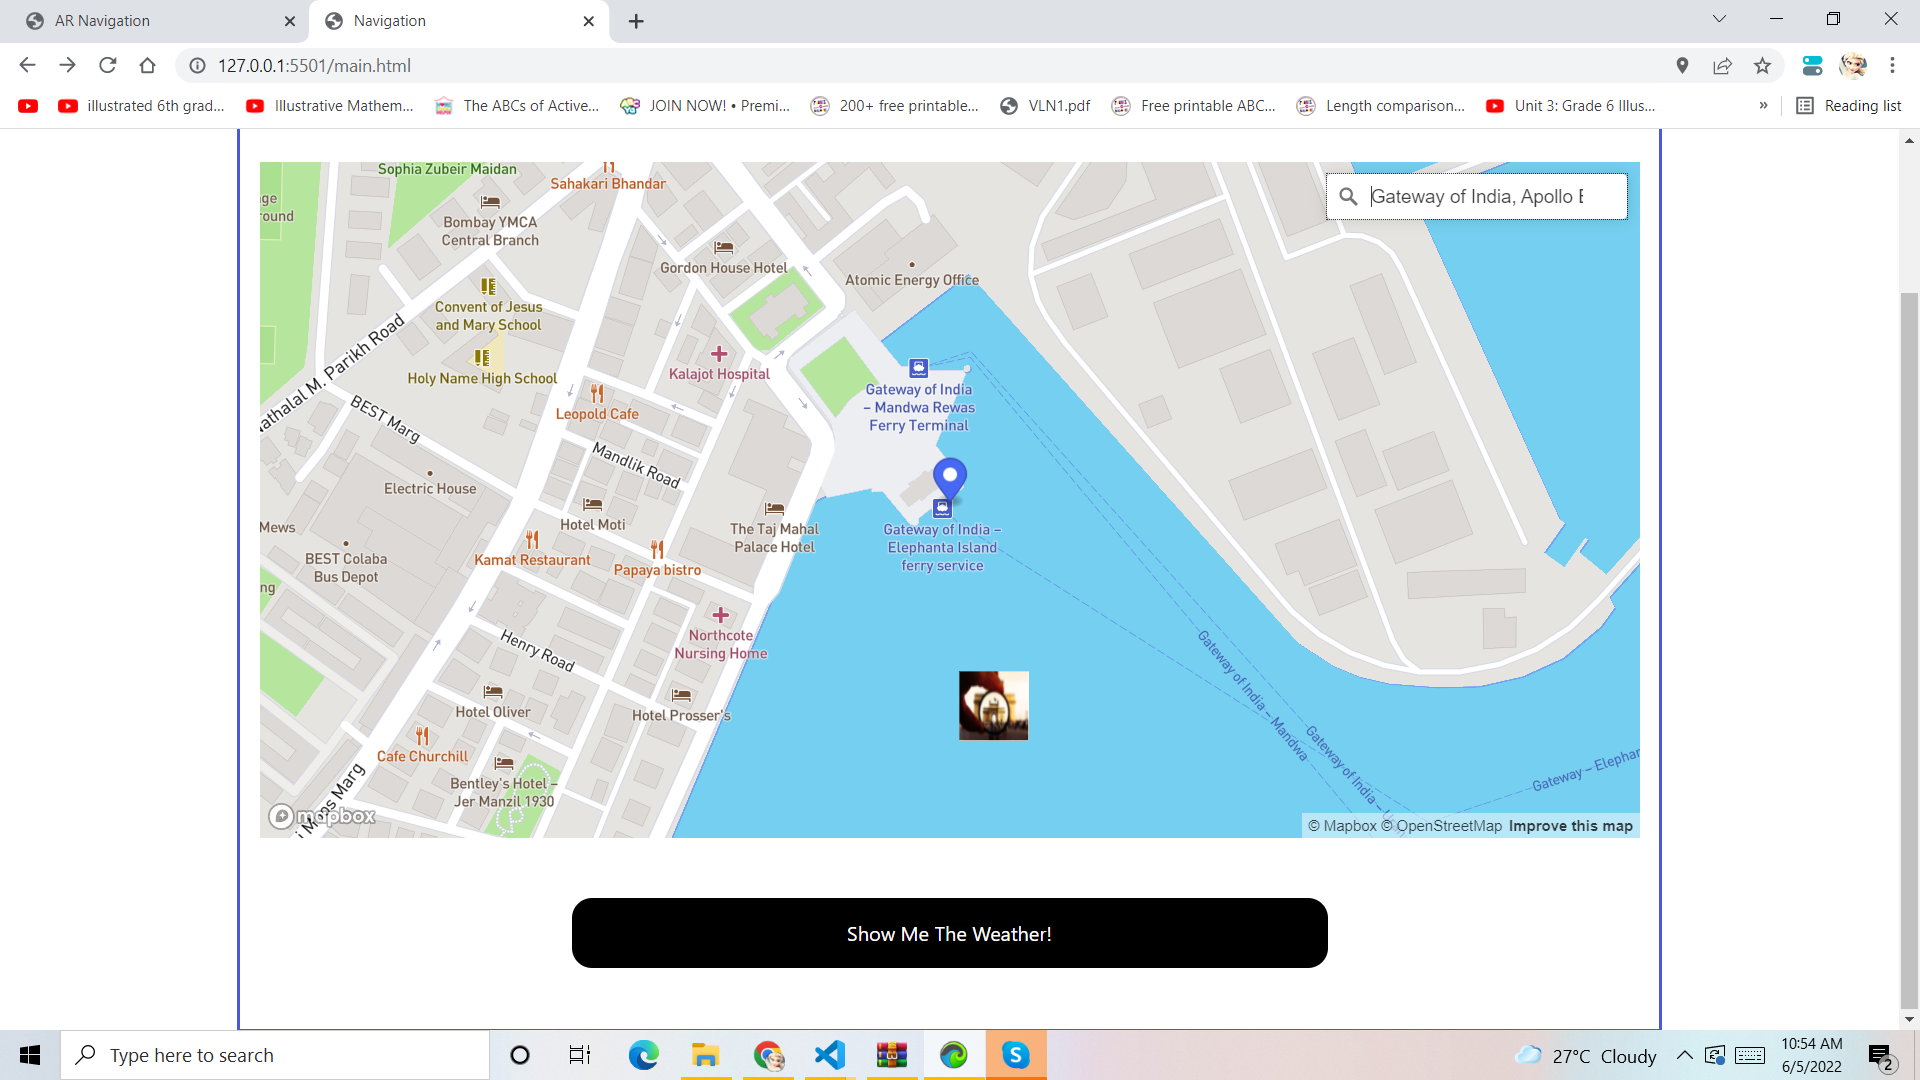 AR Navigation
Navigation
127.0.0.1:5501/main.html
illustrated 6th grad...
Illustrative Mathem...
The ABCs of Active...
JOIN NOW! • Premi...
200+ free printable...
VLN1.pdf
Free printable ABC...
Length comparison...
Unit 3: Grade 6 Illus...
»
Reading list
Sophia Zubeir Maidan
Sahakari Bhandar
Gateway of India, Apollo B
ge
round
Bombay YMCA
Central Branch
Gordon House Hotel
Atomic Energy Office
Convent of Jesus
and Mary School
Nathalal M. Parikh Road
Holy Name High School
Kalajot Hospital
Gateway of India
– Mandwa Rewas
Ferry Terminal
BEST Marg
Leopold Cafe
Mandlik Road
Electric House
Mews
Hotel Moti
The Taj Mahal
Palace Hotel
Gateway of India –
Elephanta Island
ferry service
BEST Colaba
Bus Depot
Kamat Restaurant
Papaya bistro
ng
Henry Road
Northcote
Nursing Home
Hotel Oliver
Hotel Prosser's
Gateway of India – Mandwa
Cafe Churchill
Bentley's Hotel –
Jer Manzil 1930
Gateway – Elephan
mapbox
© Mapbox © OpenStreetMap Improve this map
Show Me The Weather!
Type here to search
27°C Cloudy
10:54 AM
6/5/2022
2